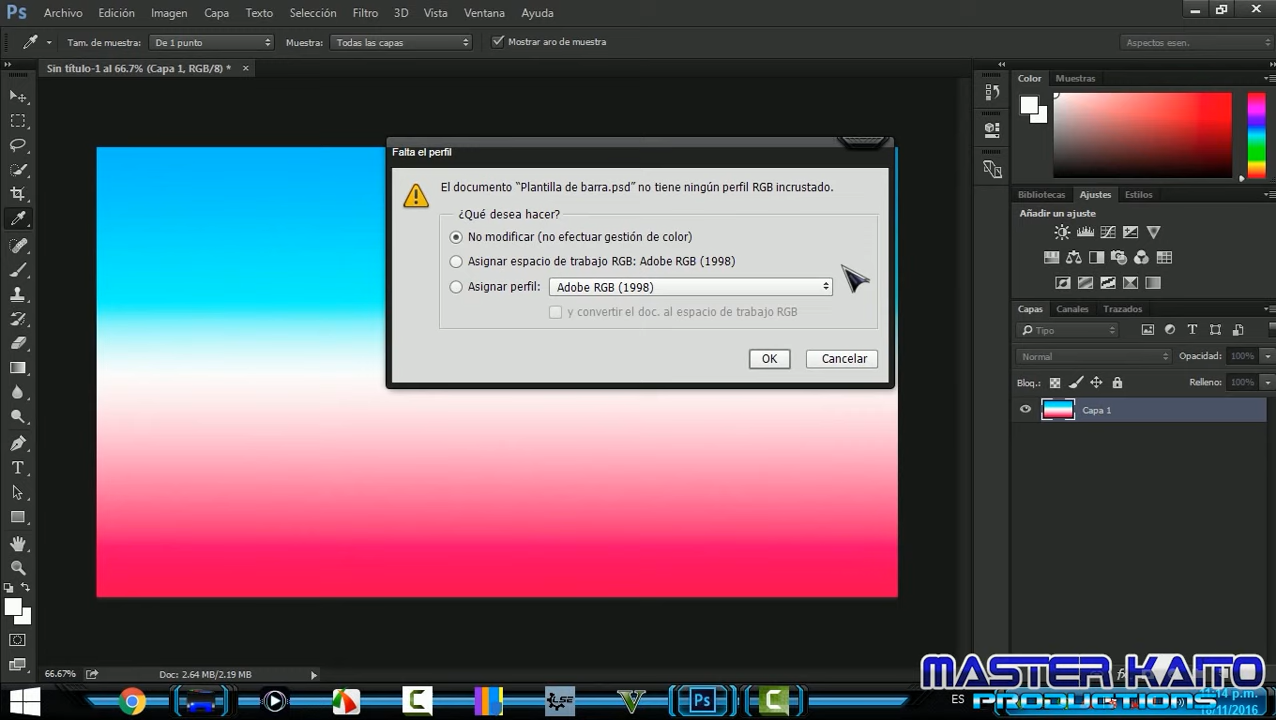 Ps Archivo Edición Imagen Capa Texto Selección Filtro 3D Vista Ventana Ayuda
Tam. de muestra: De 1 punto Muestra: Todas las capas Mostrar aro de muestra Aspectos esen.
Sin título-1 al 66.7% (Capa 1, RGB/8) *
Color Muestras
Falta el perfil
El documento “Plantilla de barra.psd” no tiene ningún perfil RGB incrustado.
¿Qué desea hacer?
No modificar (no efectuar gestión de color)
Asignar espacio de trabajo RGB: Adobe RGB (1998)
Asignar perfil: Adobe RGB (1998)
y convertir el doc. al espacio de trabajo RGB
OK Cancelar
Bibliotecas Ajustes Estilos
Añadir un ajuste
Capas Canales Trazados
Tipo
Normal Opacidad: 100%
Bloq.: Relleno: 100%
Capa 1
66.67% Doc: 2.64 MB/2.19 MB
MASTER KAITO
PRODUCTIONS
Ps ES
11:14 p.m.
16/11/2016